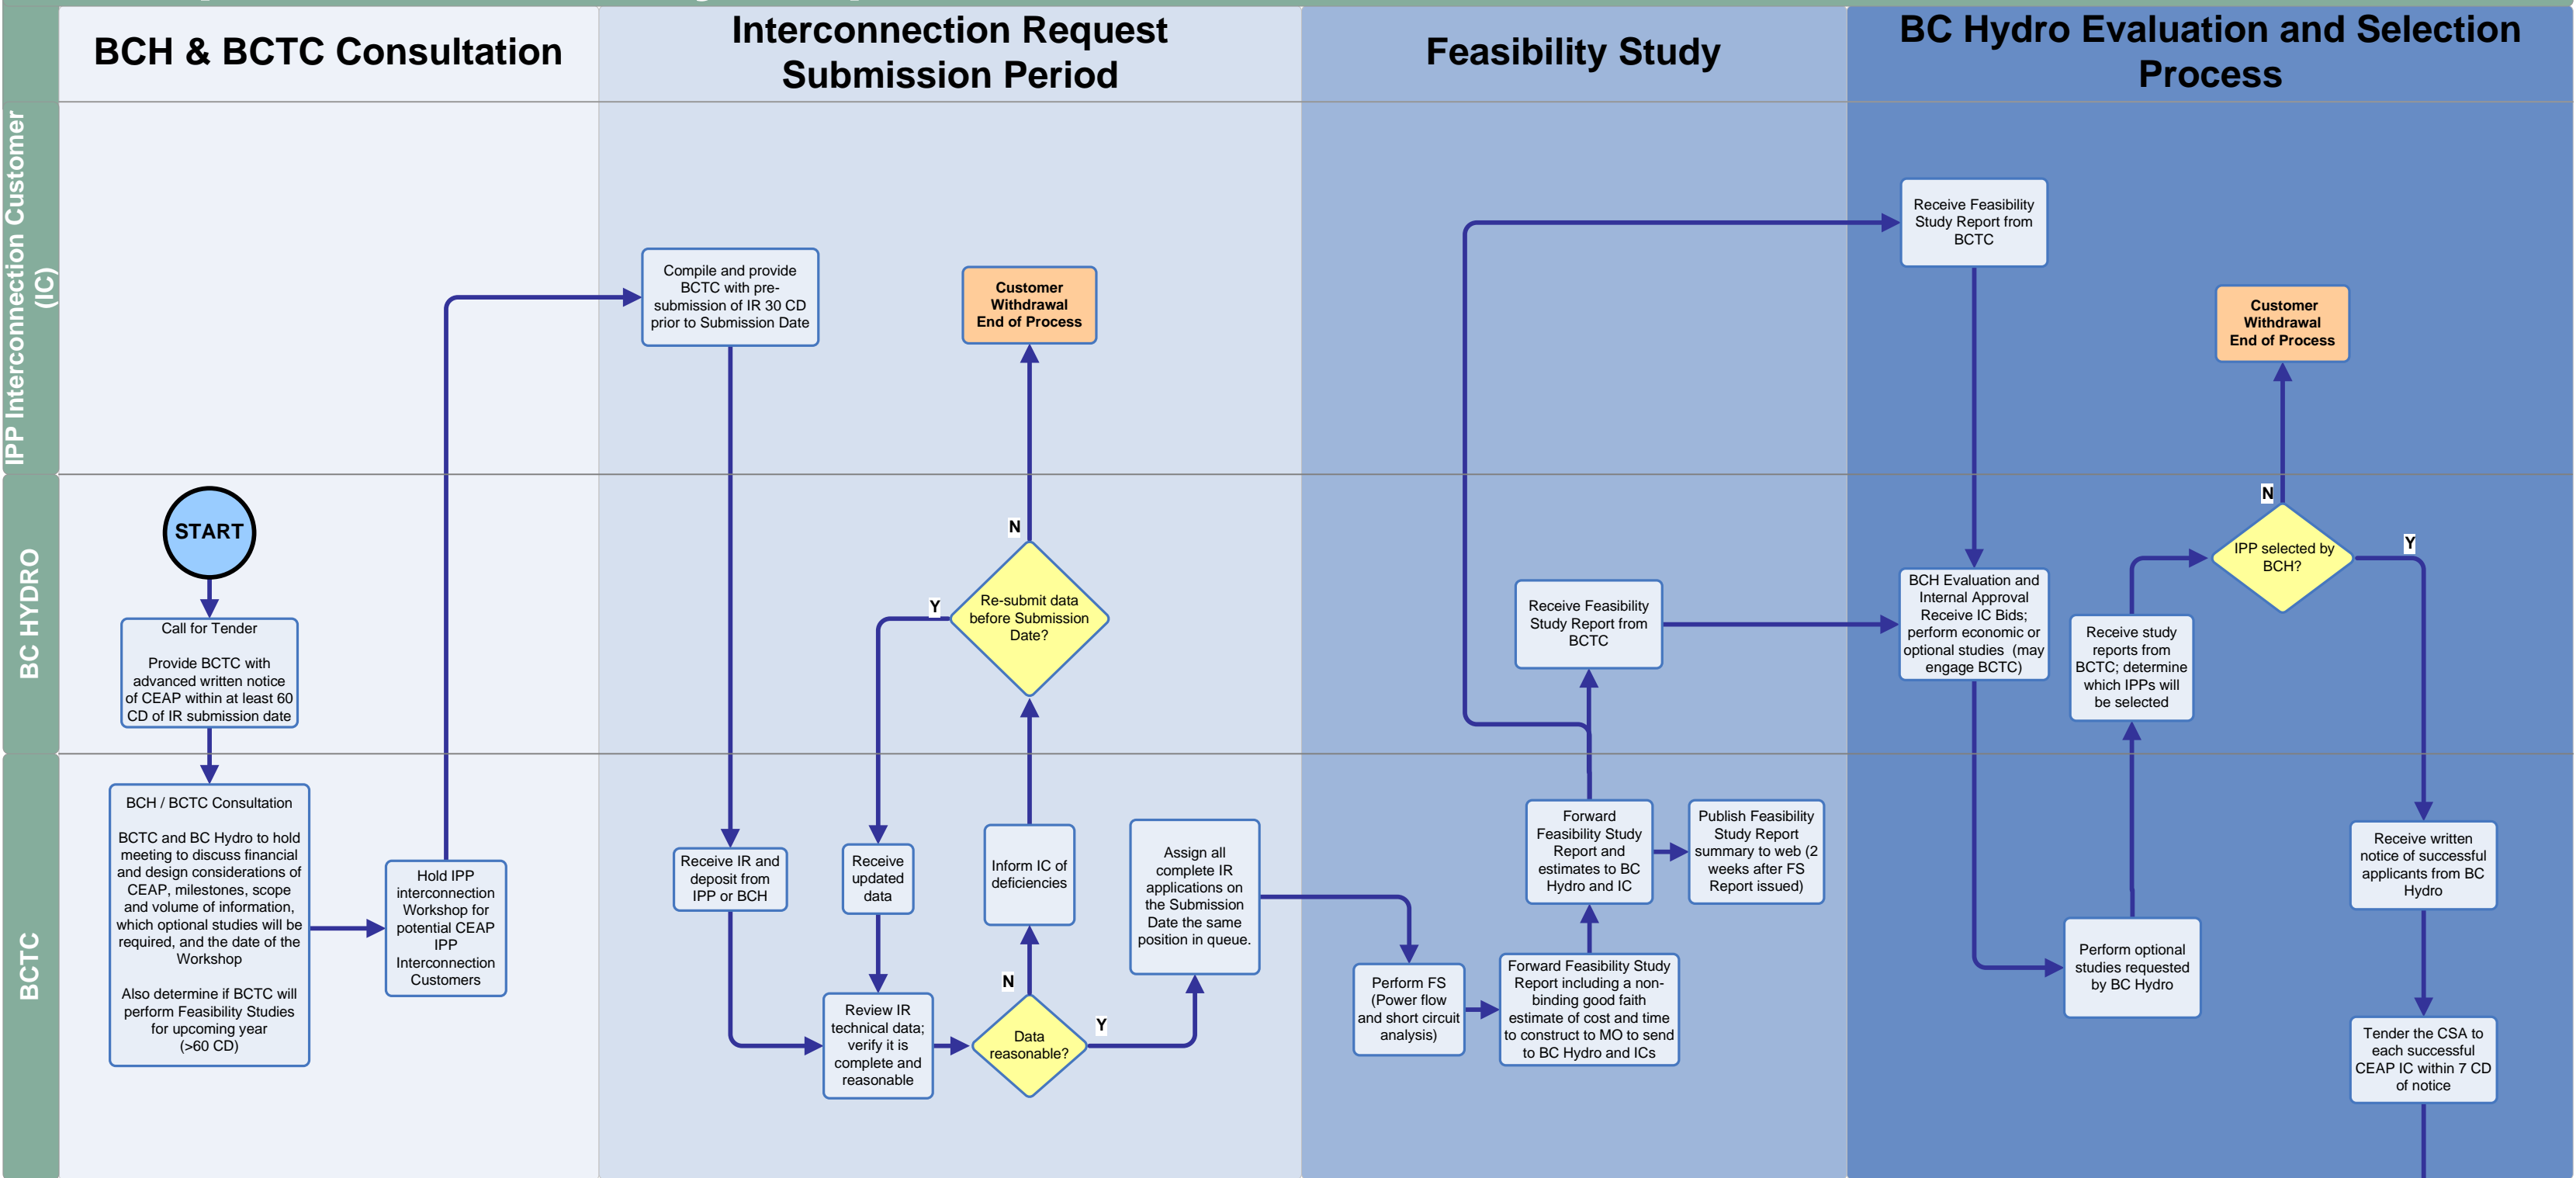 BCH & BCTC Consultation
Interconnection Request
Submission Period
Feasibility Study
BC Hydro Evaluation and Selection
Process
IPP Interconnection Customer
(IC)
Compile and provide
BCTC with pre-
submission of IR 30 CD
prior to Submission Date
Customer
Withdrawal
End of Process
Receive Feasibility
Study Report from
BCTC
Customer
Withdrawal
End of Process
BC HYDRO
START
Call for Tender
Provide BCTC with
advanced written notice
of CEAP within at least 60
CD of IR submission date
N
Y
Re-submit data
before Submission
Date?
Receive Feasibility
Study Report from
BCTC
BCH Evaluation and
Internal Approval
Receive IC Bids;
perform economic or
optional studies (may
engage BCTC)
Receive study
reports from
BCTC; determine
which IPPs will
be selected
N
IPP selected by
BCH?
Y
BCTC
BCH / BCTC Consultation
BCTC and BC Hydro to hold
meeting to discuss financial
and design considerations of
CEAP, milestones, scope
and volume of information,
which optional studies will be
required, and the date of the
Workshop
Also determine if BCTC will
perform Feasibility Studies
for upcoming year
(>60 CD)
Hold IPP
interconnection
Workshop for
potential CEAP
IPP
Interconnection
Customers
Receive IR and
deposit from
IPP or BCH
Receive
updated
data
Inform IC of
deficiencies
Assign all
complete IR
applications on
the Submission
Date the same
position in queue.
Review IR
technical data;
verify it is
complete and
reasonable
N
Data
reasonable?
Y
Perform FS
(Power flow
and short circuit
analysis)
Forward Feasibility Study
Report including a non-
binding good faith
estimate of cost and time
to construct to MO to send
to BC Hydro and ICs
Forward
Feasibility Study
Report and
estimates to BC
Hydro and IC
Publish Feasibility
Study Report
summary to web (2
weeks after FS
Report issued)
Perform optional
studies requested
by BC Hydro
Receive written
notice of successful
applicants from BC
Hydro
Tender the CSA to
each successful
CEAP IC within 7 CD
of notice